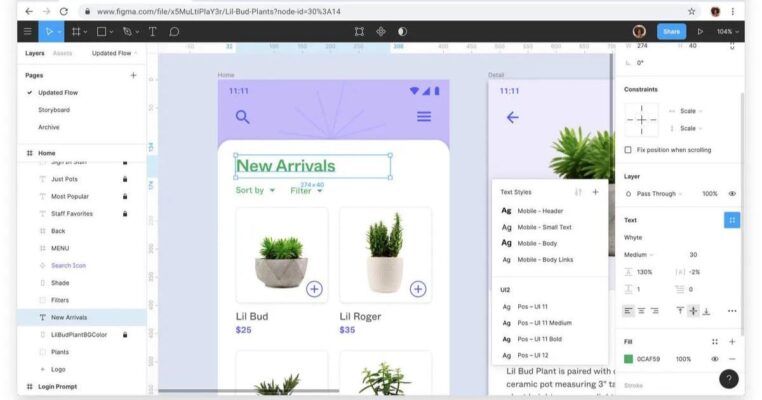 www.figma.com/file/x5MuLtiPlaY3r/Lil-Bud-Plants?node-id=30%3A14
Share
104%
Layers
Assets
Updated Flow
Pages
Updated Flow
Storyboard
Archive
Home
Sign in Start
Just Pots
Most Popular
Staff Favorites
Back
MENU
Search Icon
Shade
Filters
New Arrivals
LilBudPlantBGColor
Plants
Logo
Login Prompt
32
306
Home
11:11
New Arrivals
274 x 40
Sort by
Filter
Lil Bud
$25
Lil Roger
$35
Detail
11:11
Text Styles
Ag Mobile – Header
Ag Mobile – Small Text
Ag Mobile – Body
Ag Mobile – Body Links
UI2
Ag Pos – UI 11
Ag Pos – UI 11 Medium
Ag Pos – UI 11 Bold
Ag Pos – UI 12
Lil Bud Plant is paired with
ceramic pot measuring 3" ta
W 274 H 40
0°
Constraints
Scale
Scale
Fix position when scrolling
Layer
Pass Through 100%
Text
Whyte
Medium 30
130% -2%
1 0
Fill
0CAF59 100%
Stroke
?